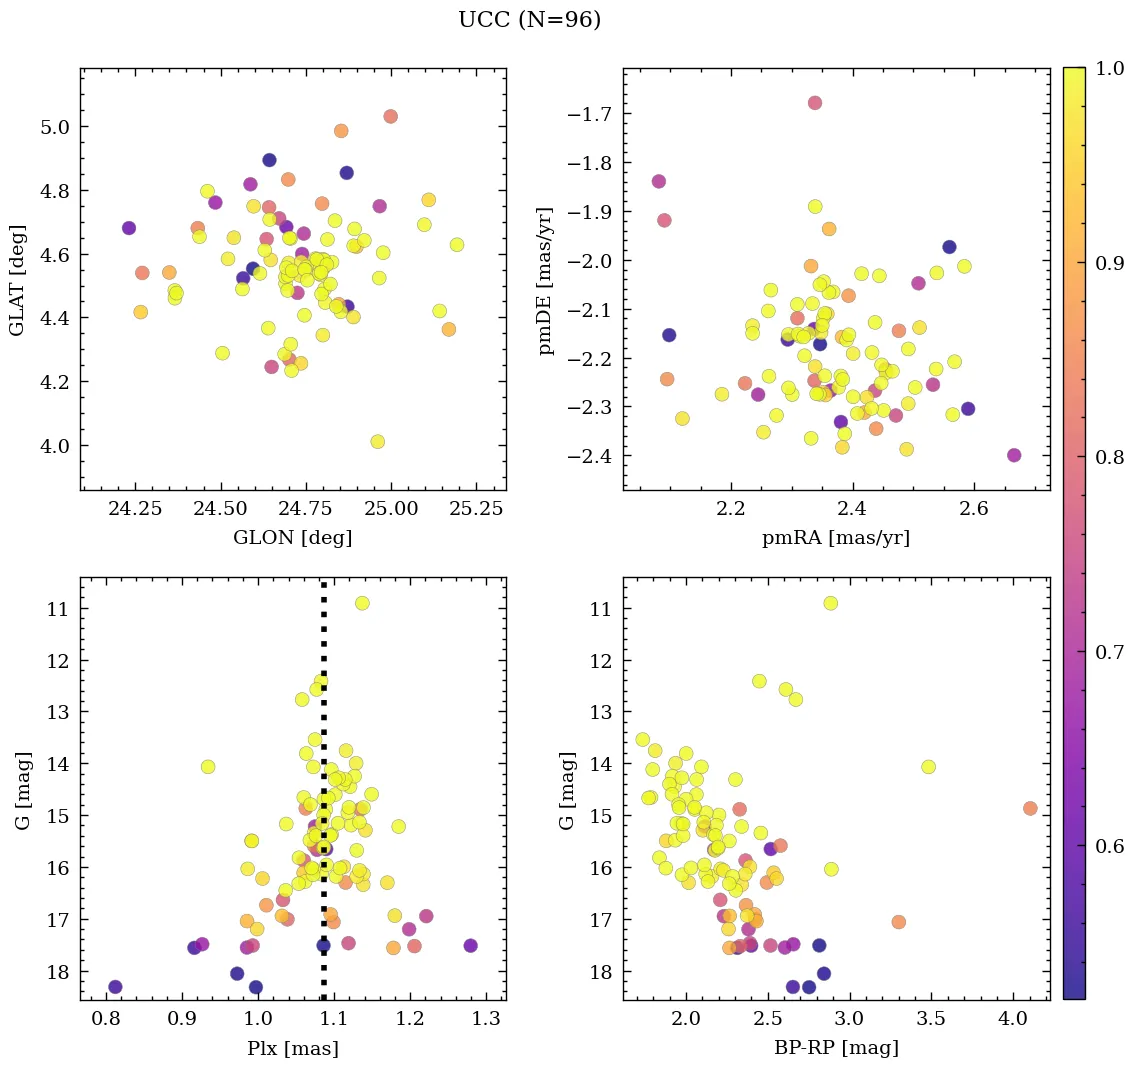 UCC (N=96)
5.0
4.8
4.6
4.4
4.2
4.0
GLAT [deg]
24.25 24.50 24.75 25.00 25.25
GLON [deg]
−1.7
−1.8
−1.9
−2.0
−2.1
−2.2
−2.3
−2.4
pmDE [mas/yr]
2.2 2.4 2.6
pmRA [mas/yr]
1.0
0.9
0.8
0.7
0.6
11
12
13
14
15
16
17
18
G [mag]
0.8 0.9 1.0 1.1 1.2 1.3
Plx [mas]
11
12
13
14
15
16
17
18
G [mag]
2.0 2.5 3.0 3.5 4.0
BP-RP [mag]